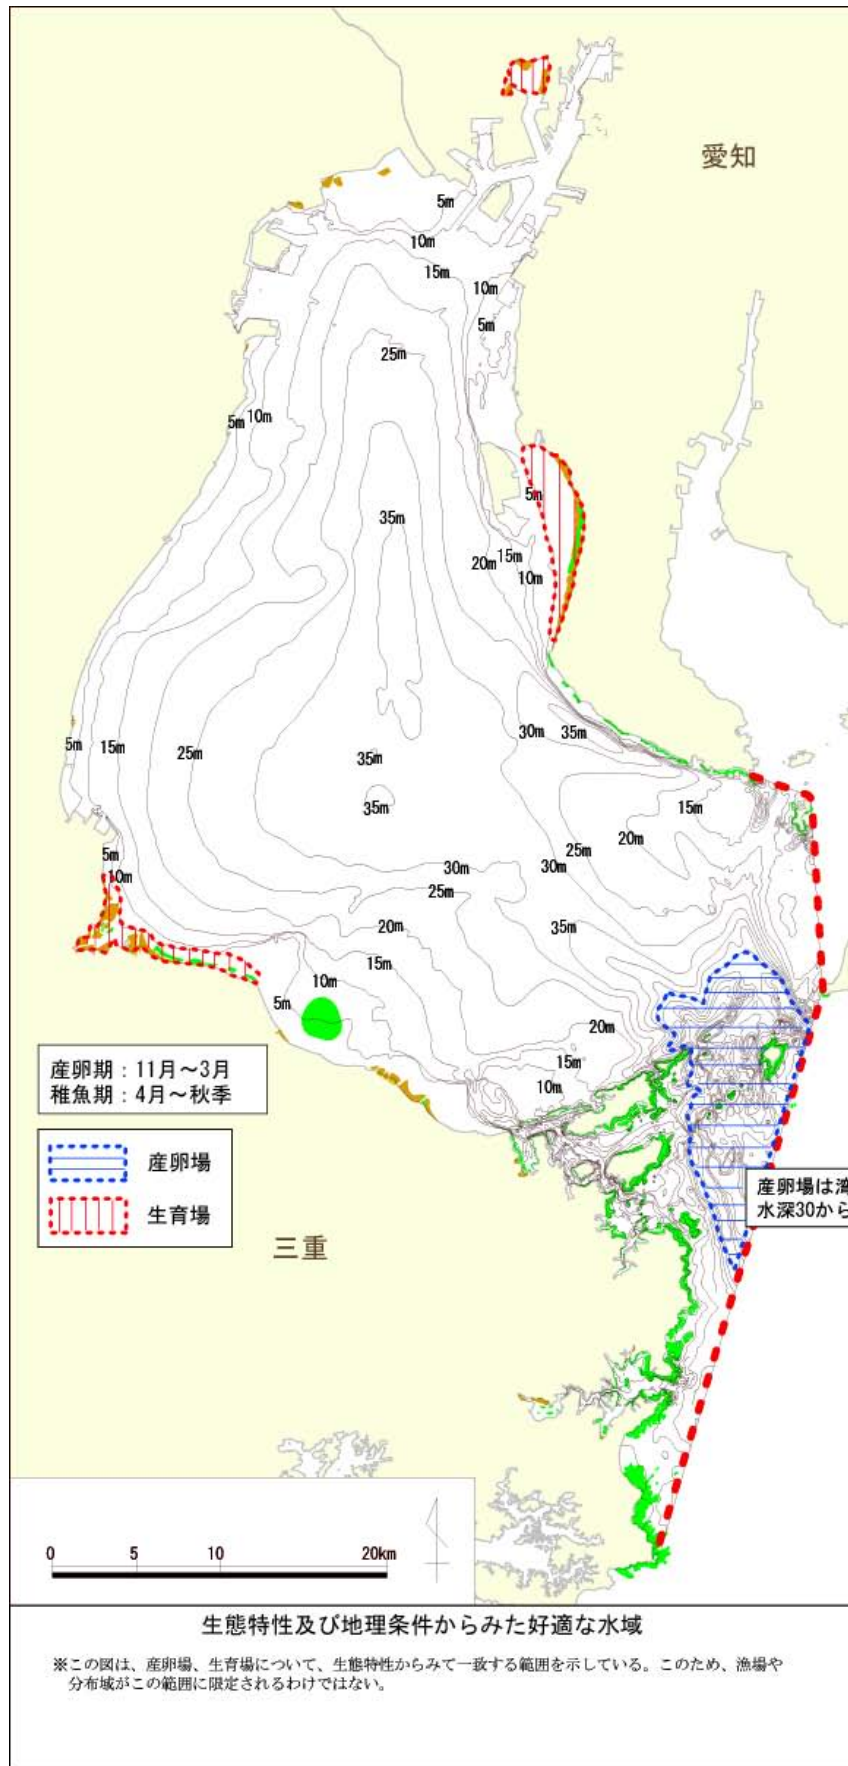 愛知
5m
10m
15m
10m
5m
25m
5m
10m
5m
35m
20m
15m
10m
30m
35m
5m
15m
25m
35m
35m
15m
20m
25m
30m
30m
25m
5m
10m
20m
35m
15m
10m
5m
20m
15m
10m
産卵期：11月～3月
稚魚期：4月～秋季
産卵場
生育場
産卵場は湾
水深30から
三重
0 5 10 20km
生態特性及び地理条件からみた好適な水域
※この図は、産卵場、生育場について、生態特性からみて一致する範囲を示している。このため、漁場や
分布域がこの範囲に限定されるわけではない。